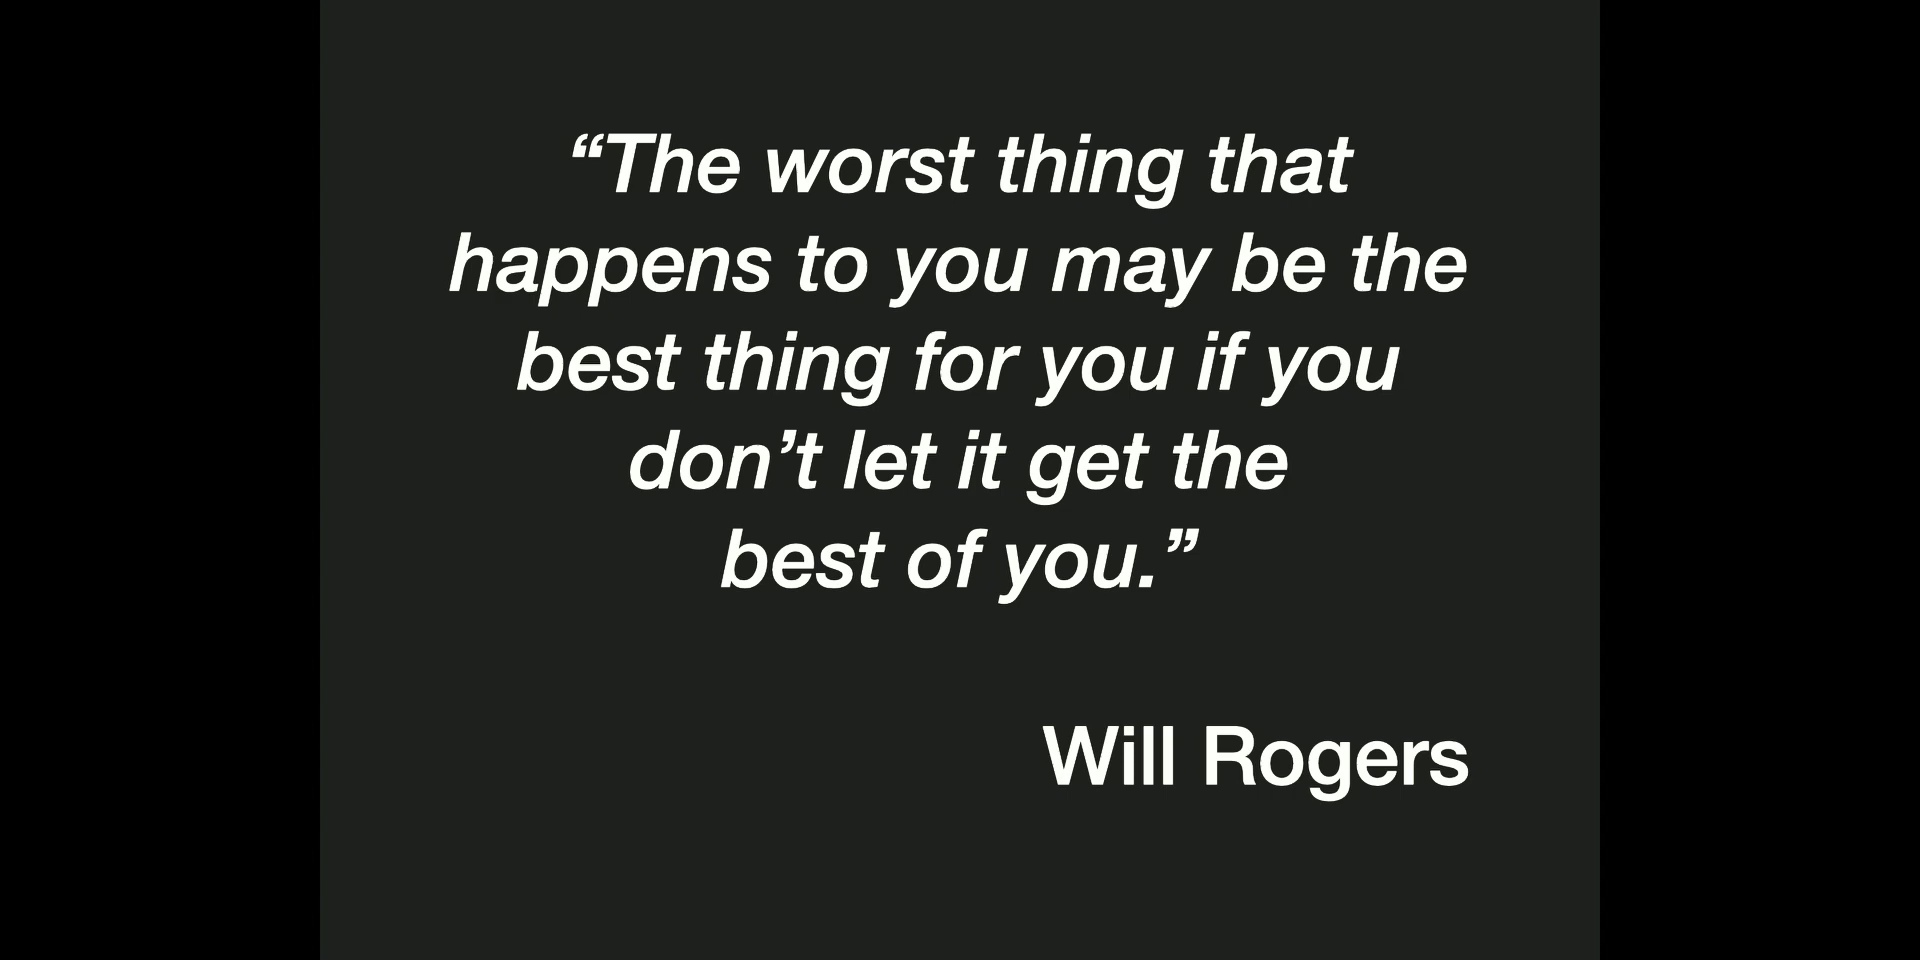 “The worst thing that
happens to you may be the
best thing for you if you
don’t let it get the
best of you.”
Will Rogers